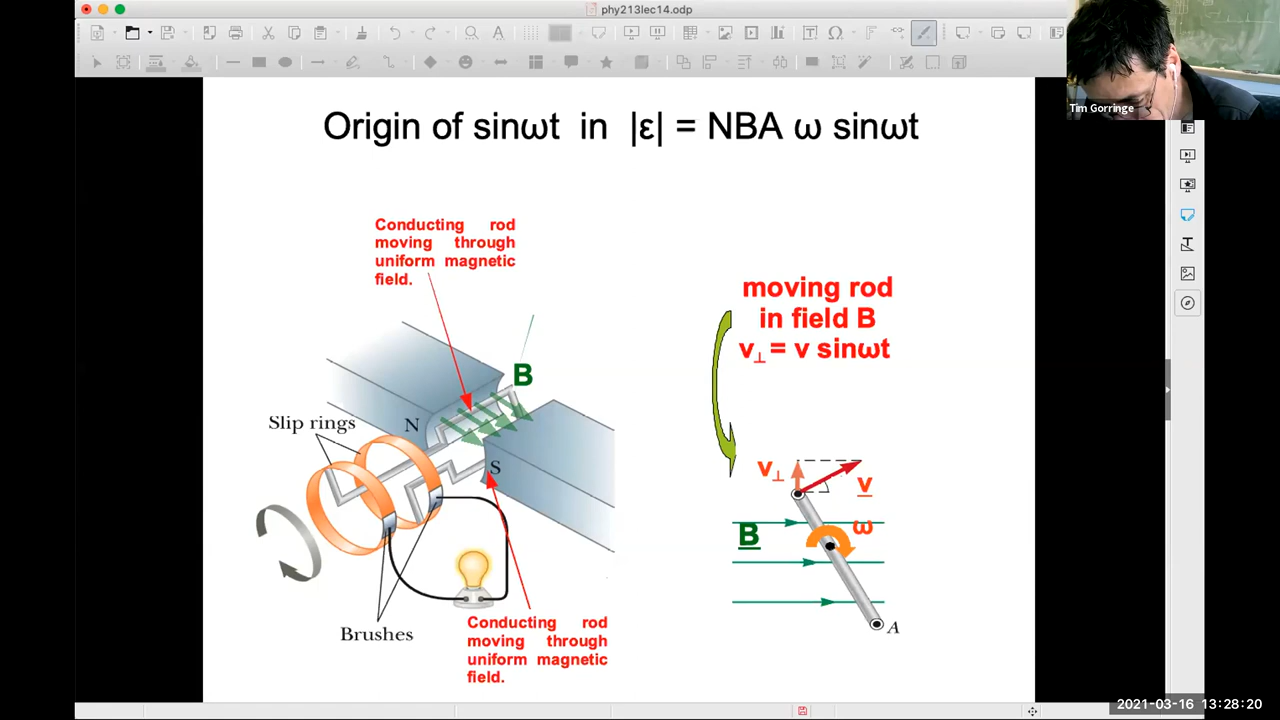 phy213lec14.odp
Tim Gorringe
Origin of sinωt in |ε| = NBA ω sinωt
Conducting rod
moving through
uniform magnetic
field.
moving rod
in field B
v⊥ = v sinωt
B
Slip rings
N
S
v⊥
v
B
ω
A
Brushes
Conducting rod
moving through
uniform magnetic
field.
2021-03-16 13:28:20